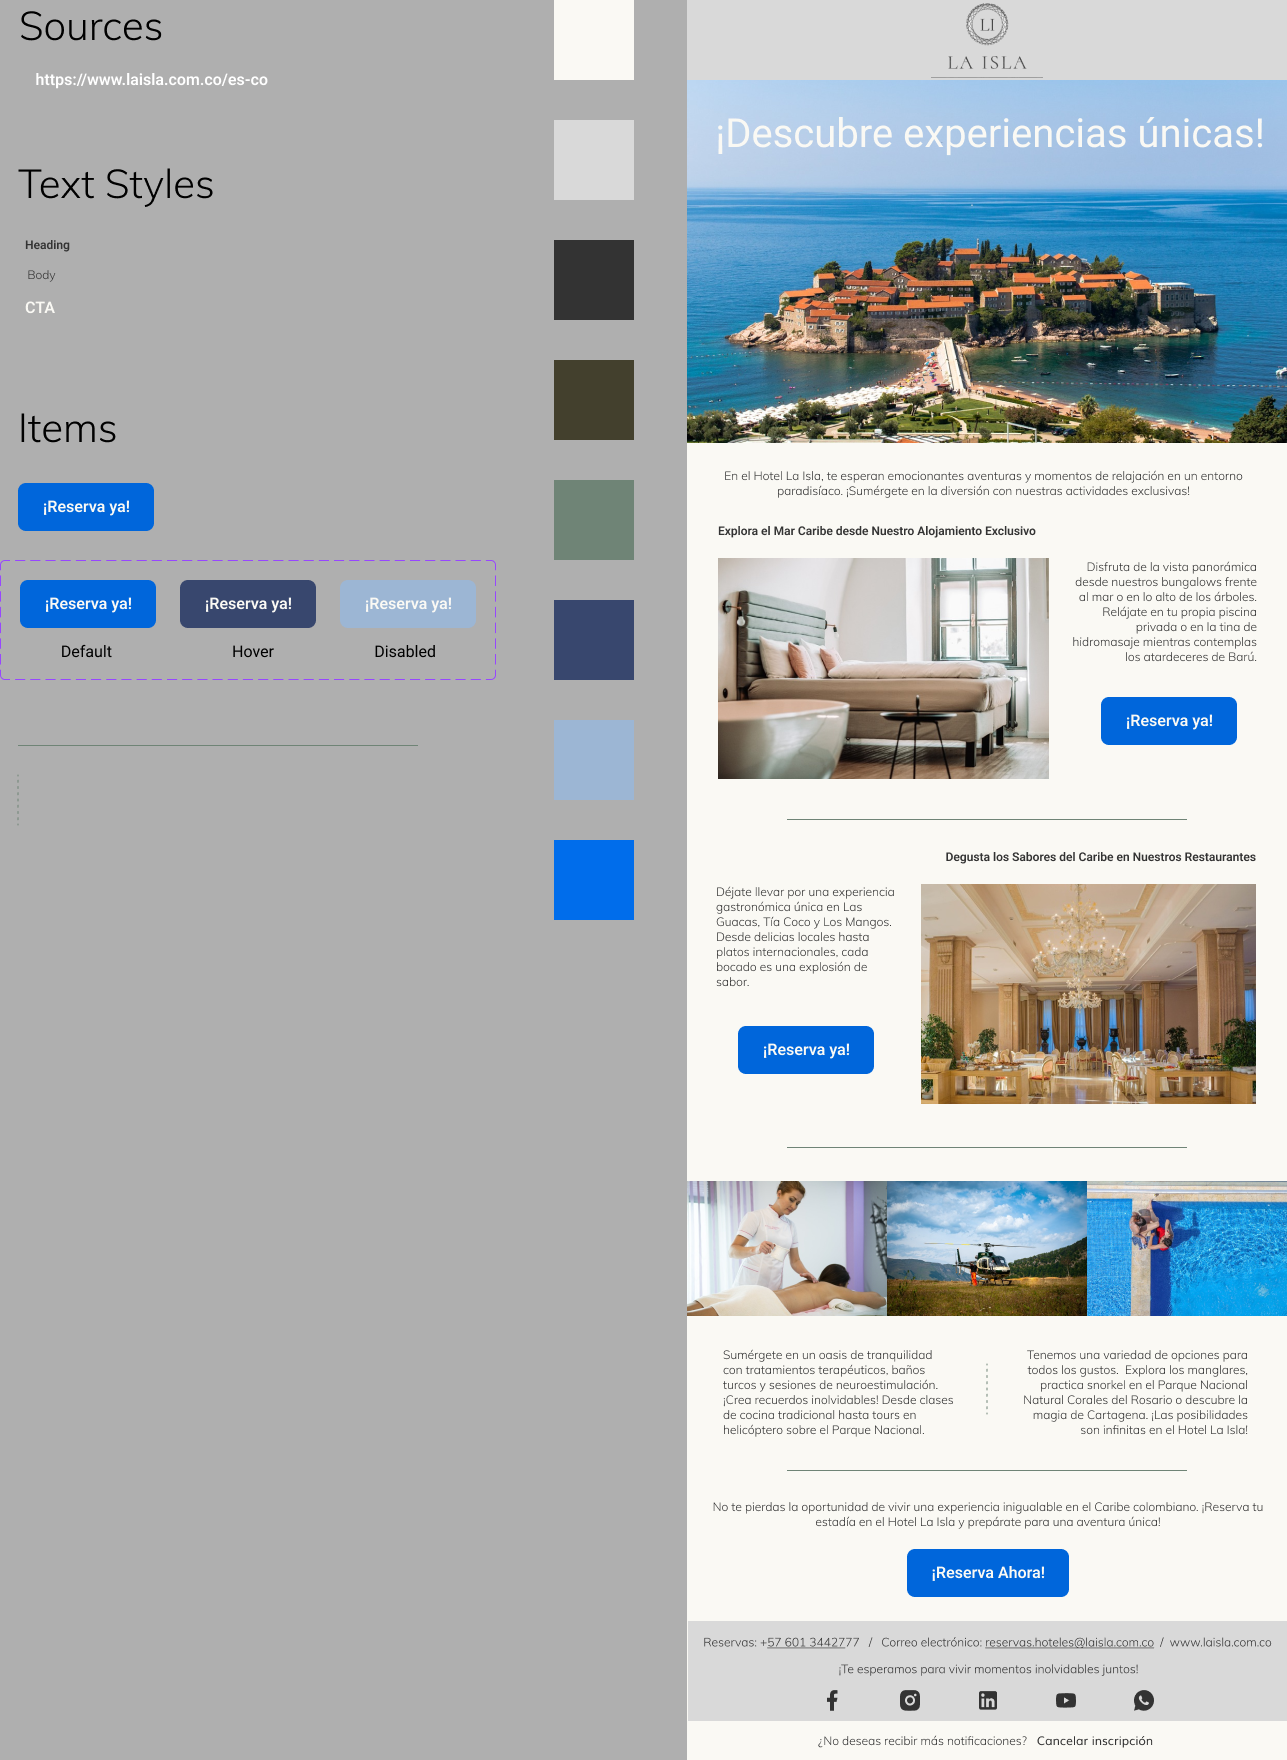 Sources
https://www.laisla.com.co/es-co
Text Styles
Heading
Body
CTA
Items
¡Reserva ya!
¡Reserva ya!
¡Reserva ya!
¡Reserva ya!
Default
Hover
Disabled
LI
LA ISLA
¡Descubre experiencias únicas!
En el Hotel La Isla, te esperan emocionantes aventuras y momentos de relajación en un entorno
paradisíaco. ¡Sumérgete en la diversión con nuestras actividades exclusivas!
Explora el Mar Caribe desde Nuestro Alojamiento Exclusivo
Disfruta de la vista panorámica
desde nuestros bungalows frente
al mar o en lo alto de los árboles.
Relájate en tu propia piscina
privada o en la tina de
hidromasaje mientras contemplas
los atardeceres de Barú.
¡Reserva ya!
Degusta los Sabores del Caribe en Nuestros Restaurantes
Déjate llevar por una experiencia
gastronómica única en Las
Guacas, Tía Coco y Los Mangos.
Desde delicias locales hasta
platos internacionales, cada
bocado es una explosión de
sabor.
¡Reserva ya!
Sumérgete en un oasis de tranquilidad
con tratamientos terapéuticos, baños
turcos y sesiones de neuroestimulación.
¡Crea recuerdos inolvidables! Desde clases
de cocina tradicional hasta tours en
helicóptero sobre el Parque Nacional.
Tenemos una variedad de opciones para
todos los gustos.  Explora los manglares,
practica snorkel en el Parque Nacional
Natural Corales del Rosario o descubre la
magia de Cartagena. ¡Las posibilidades
son infinitas en el Hotel La Isla!
No te pierdas la oportunidad de vivir una experiencia inigualable en el Caribe colombiano. ¡Reserva tu
estadía en el Hotel La Isla y prepárate para una aventura única!
¡Reserva Ahora!
Reservas: +57 601 3442777 / Correo electrónico: reservas.hoteles@laisla.com.co / www.laisla.com.co
¡Te esperamos para vivir momentos inolvidables juntos!
¿No deseas recibir más notificaciones? Cancelar inscripción